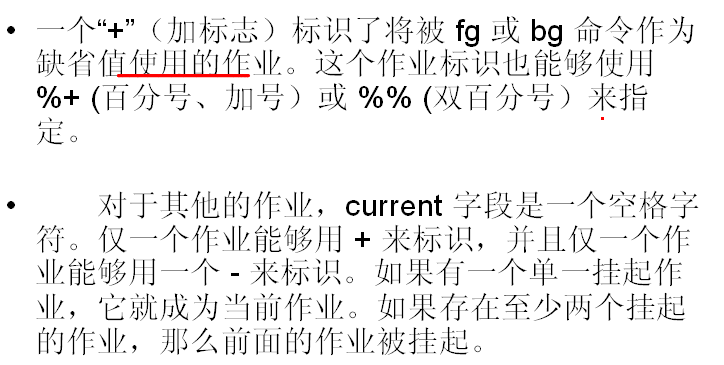 • 一个“+”（加标志）标识了将被 fg 或 bg 命令作为
缺省值使用的作业。这个作业标识也能够使用
%+ (百分号、加号）或 %% (双百分号）来指
定。
• 对于其他的作业，current 字段是一个空格字
符。仅一个作业能够用 + 来标识，并且仅一个作
业能够用一个 - 来标识。如果有一个单一挂起作
业，它就成为当前作业。如果存在至少两个挂起
的作业，那么前面的作业被挂起。